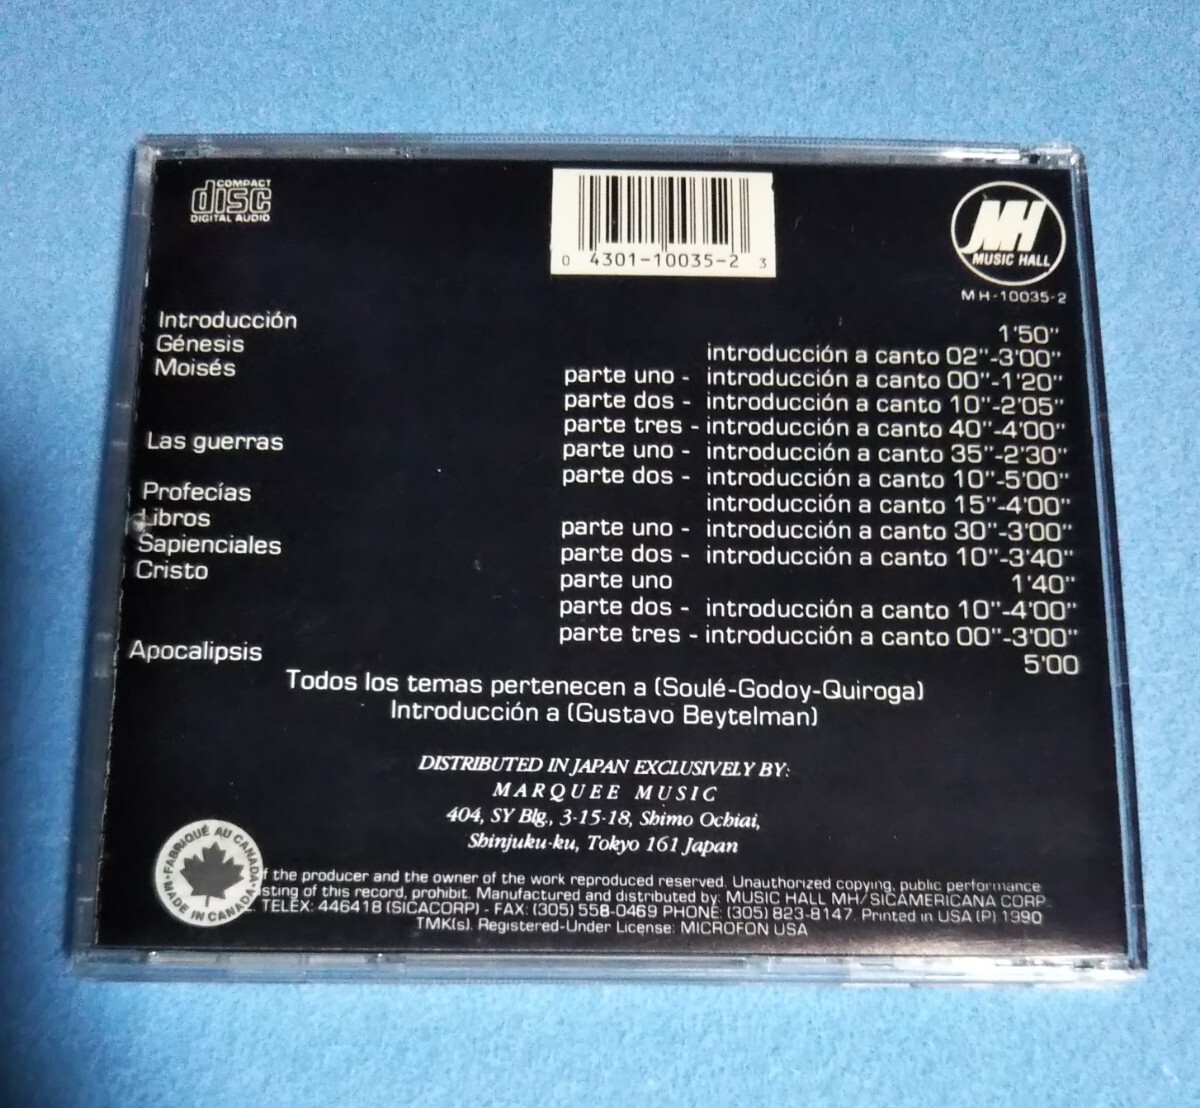 COMPACT
disc
DIGITAL AUDIO
0 4301-10035-2 3
MH
MUSIC HALL
MH-10035-2
Introducción 1'50"
Génesis introducción a canto 02"-3'00"
Moisés parte uno - introducción a canto 00"-1'20"
parte dos - introducción a canto 10"-2'05"
parte tres - introducción a canto 40"-4'00"
Las guerras parte uno - introducción a canto 35"-2'30"
parte dos - introducción a canto 10"-5'00"
Profecías introducción a canto 15"-4'00"
Libros parte uno - introducción a canto 30"-3'00"
Sapienciales parte dos - introducción a canto 10"-3'40"
Cristo parte uno 1'40"
parte dos - introducción a canto 10"-4'00"
parte tres - introducción a canto 00"-3'00"
Apocalipsis 5'00
Todos los temas pertenecen a (Soulé-Godoy-Quiroga)
Introducción a (Gustavo Beytelman)
DISTRIBUTED IN JAPAN EXCLUSIVELY BY:
MARQUEE MUSIC
404, SY Blg., 3-15-18, Shimo Ochiai,
Shinjuku-ku, Tokyo 161 Japan
FABRIQUÉ AU CANADA
MADE IN CANADA
of the producer and the owner of the work reproduced reserved. Unauthorized copying, public performance
sting of this record, prohibit. Manufactured and distributed by: MUSIC HALL MH/SICAMERICANA CORP.
TELEX: 446418 (SICACORP) - FAX: (305) 558-0469 PHONE: (305) 823-8147. Printed in USA (P) 1990
TMK(s). Registered-Under License: MICROFON USA